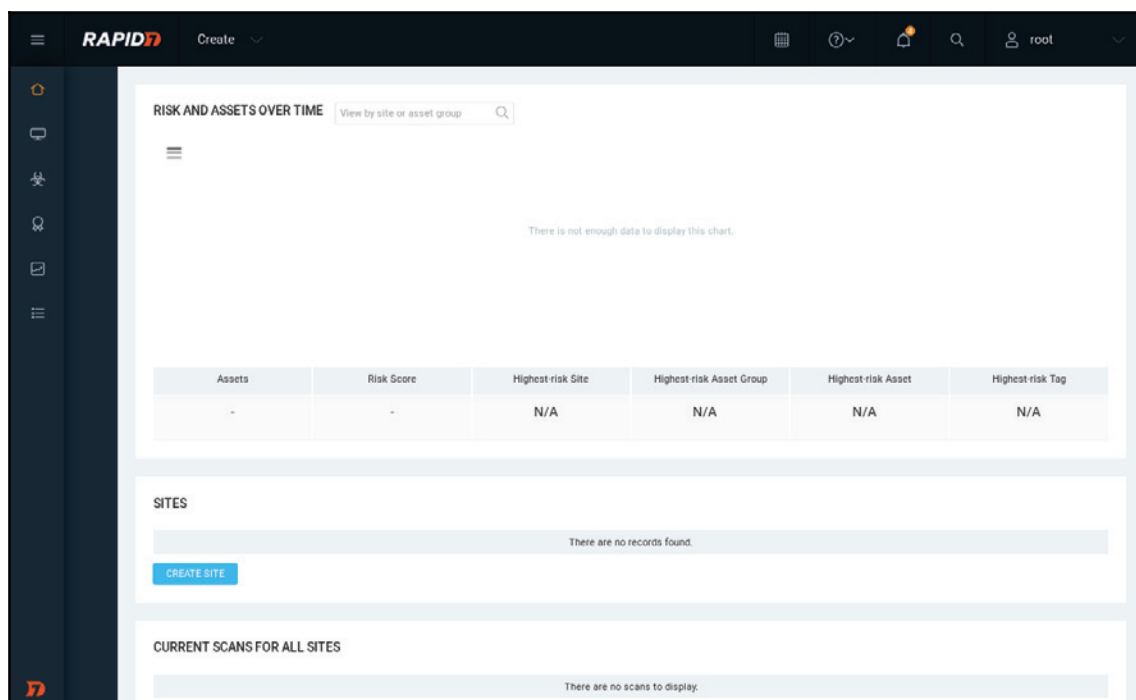 RAPID7 Create root
RISK AND ASSETS OVER TIME View by site or asset group
There is not enough data to display this chart.
Assets Risk Score Highest-risk Site Highest-risk Asset Group Highest-risk Asset Highest-risk Tag
- - N/A N/A N/A N/A
SITES
There are no records found.
CREATE SITE
CURRENT SCANS FOR ALL SITES
There are no scans to display.